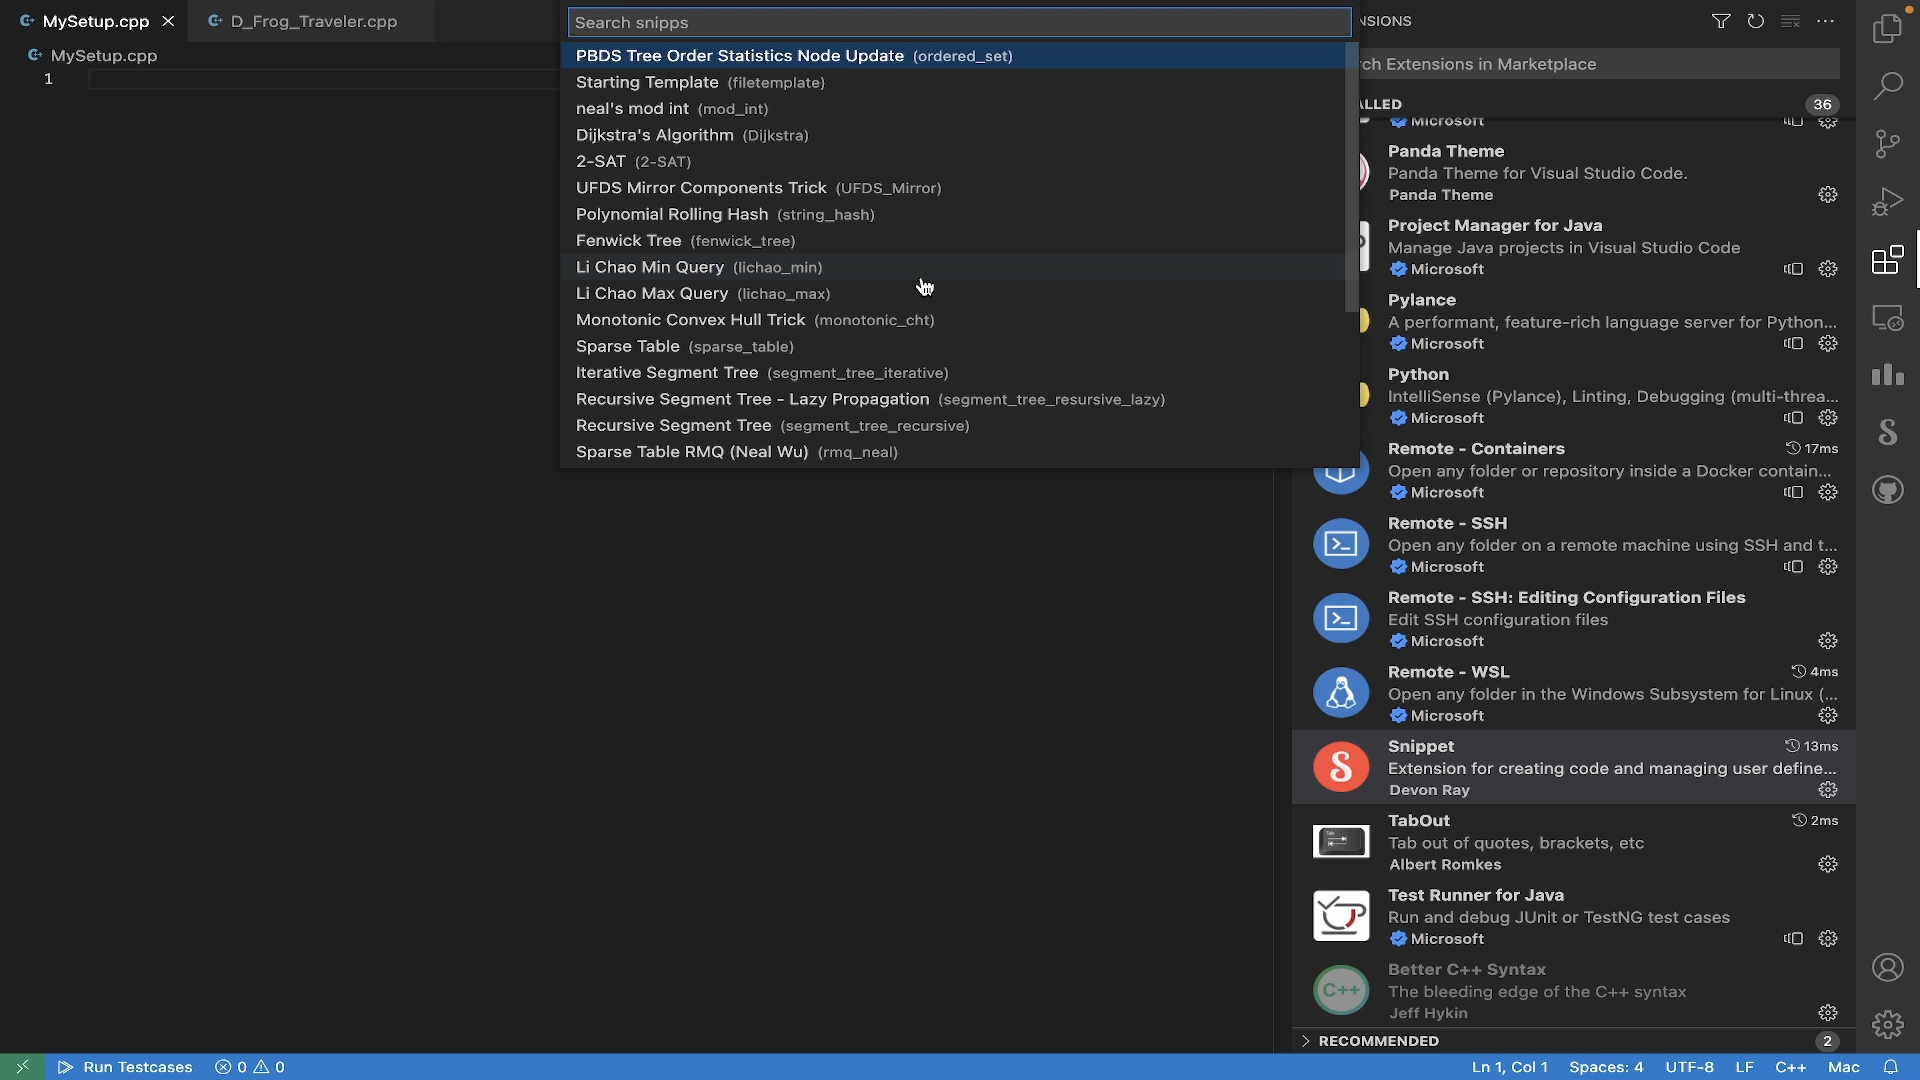 MySetup.cpp
D_Frog_Traveler.cpp
MySetup.cpp
1
Search snipps
PBDS Tree Order Statistics Node Update (ordered_set)
Starting Template (filetemplate)
neal's mod int (mod_int)
Dijkstra's Algorithm (Dijkstra)
2-SAT (2-SAT)
UFDS Mirror Components Trick (UFDS_Mirror)
Polynomial Rolling Hash (string_hash)
Fenwick Tree (fenwick_tree)
Li Chao Min Query (lichao_min)
Li Chao Max Query (lichao_max)
Monotonic Convex Hull Trick (monotonic_cht)
Sparse Table (sparse_table)
Iterative Segment Tree (segment_tree_iterative)
Recursive Segment Tree - Lazy Propagation (segment_tree_resursive_lazy)
Recursive Segment Tree (segment_tree_recursive)
Sparse Table RMQ (Neal Wu) (rmq_neal)
NSIONS
rch Extensions in Marketplace
ALLED
36
Microsoft
Panda Theme
Panda Theme for Visual Studio Code.
Panda Theme
Project Manager for Java
Manage Java projects in Visual Studio Code
Microsoft
Pylance
A performant, feature-rich language server for Python...
Microsoft
Python
IntelliSense (Pylance), Linting, Debugging (multi-threa...
Microsoft
Remote - Containers 17ms
Open any folder or repository inside a Docker contain...
Microsoft
Remote - SSH
Open any folder on a remote machine using SSH and t...
Microsoft
Remote - SSH: Editing Configuration Files
Edit SSH configuration files
Microsoft
Remote - WSL 4ms
Open any folder in the Windows Subsystem for Linux (...
Microsoft
S
Snippet 13ms
Extension for creating code and managing user define...
Devon Ray
TabOut 2ms
Tab out of quotes, brackets, etc
Albert Romkes
Test Runner for Java
Run and debug JUnit or TestNG test cases
Microsoft
C++
Better C++ Syntax
The bleeding edge of the C++ syntax
Jeff Hykin
RECOMMENDED
2
Run Testcases 0 0
Ln 1, Col 1 Spaces: 4 UTF-8 LF C++ Mac